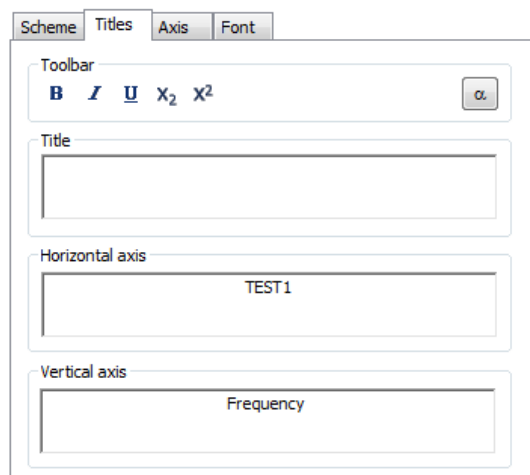 Scheme Titles Axis Font
Toolbar
B I U X₂ X² α
Title
Horizontal axis
TEST1
Vertical axis
Frequency